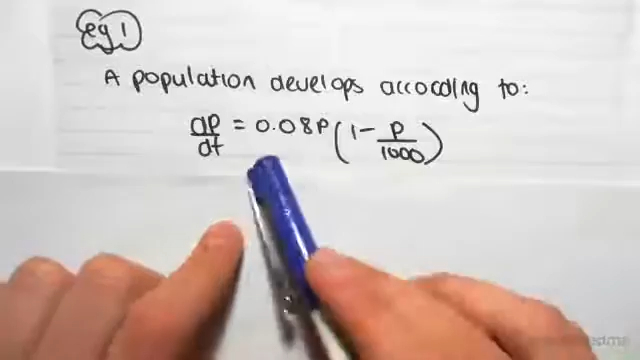 eg 1
A population develops according to:
dP/dt = 0.08P(1 - P/1000)